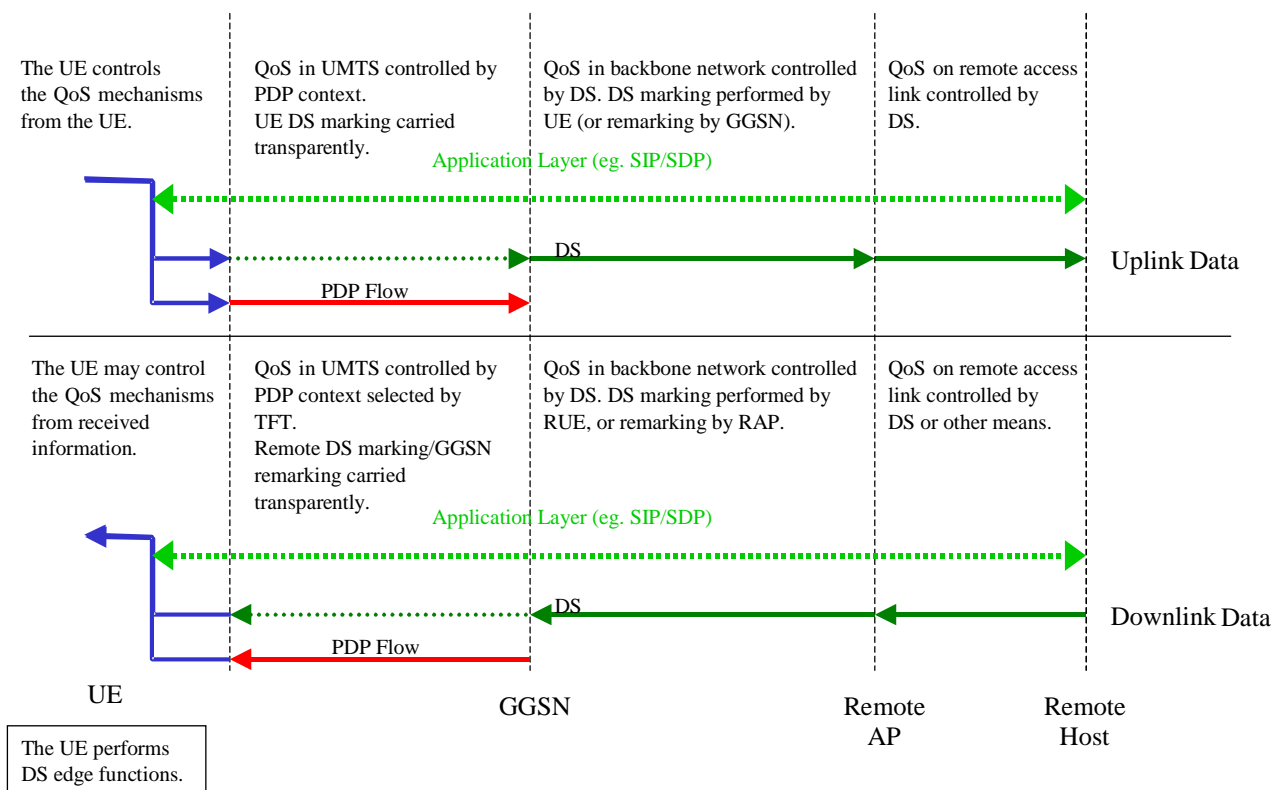 The UE controls
the QoS mechanisms
from the UE.
QoS in UMTS controlled by
PDP context.
UE DS marking carried
transparently.
QoS in backbone network controlled
by DS. DS marking performed by
UE (or remarking by GGSN).
QoS on remote access
link controlled by
DS.
Application Layer (eg. SIP/SDP)
DS
Uplink Data
PDP Flow
The UE may control
the QoS mechanisms
from received
information.
QoS in UMTS controlled by
PDP context selected by
TFT.
Remote DS marking/GGSN
remarking carried
transparently.
QoS in backbone network controlled
by DS. DS marking performed by
RUE, or remarking by RAP.
QoS on remote access
link controlled by
DS or other means.
Application Layer (eg. SIP/SDP)
DS
Downlink Data
PDP Flow
UE
GGSN
Remote
AP
Remote
Host
The UE performs
DS edge functions.